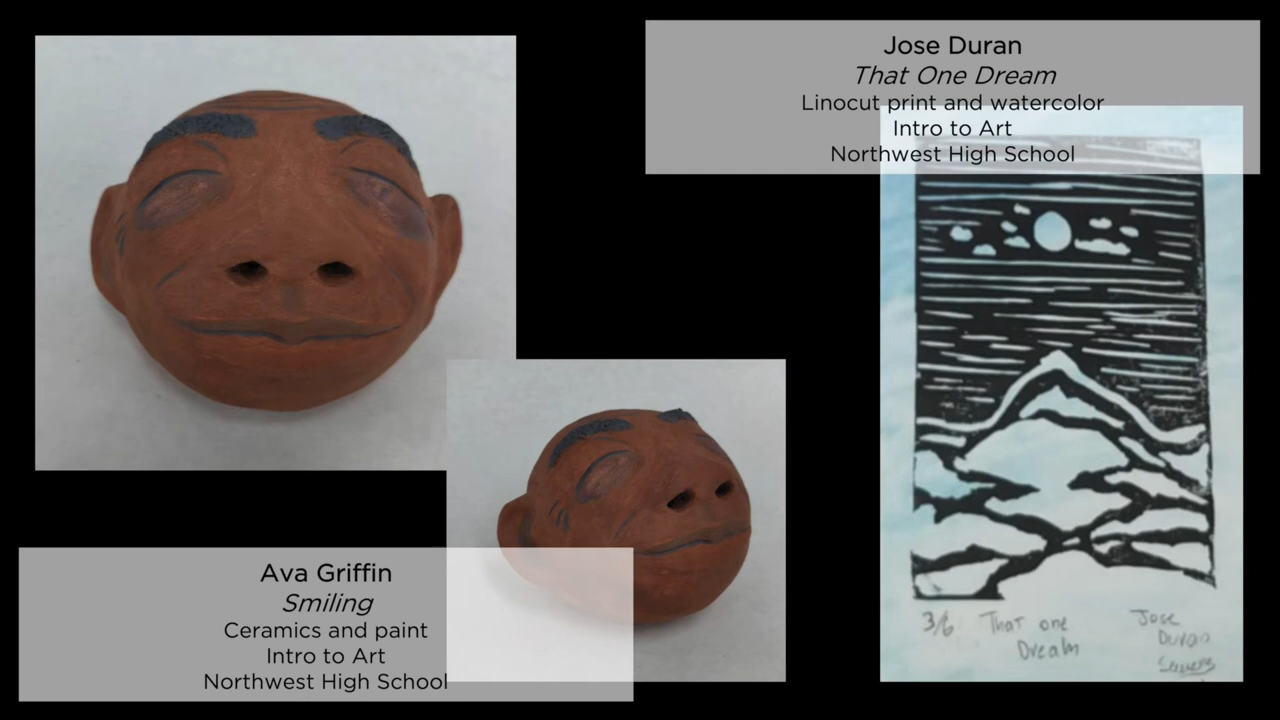 Jose Duran
That One Dream
Linocut print and watercolor
Intro to Art
Northwest High School
Ava Griffin
Smiling
Ceramics and paint
Intro to Art
Northwest High School
3/6 That one Dream
Jose Duran